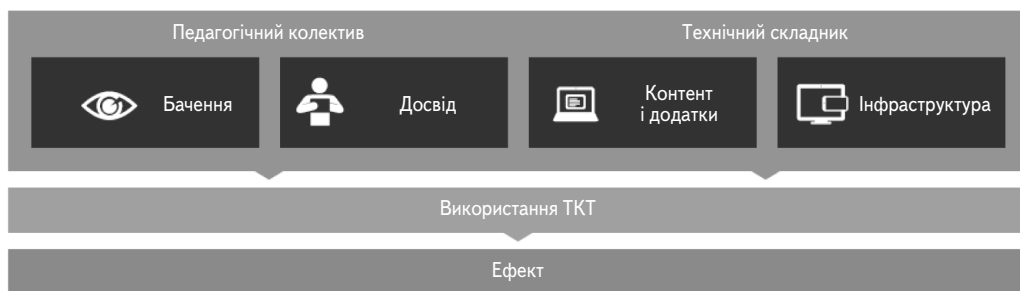 Педагогічний колектив
Технічний складник
Бачення
Досвід
Контент
і додатки
Інфраструктура
Використання ТКТ
Ефект